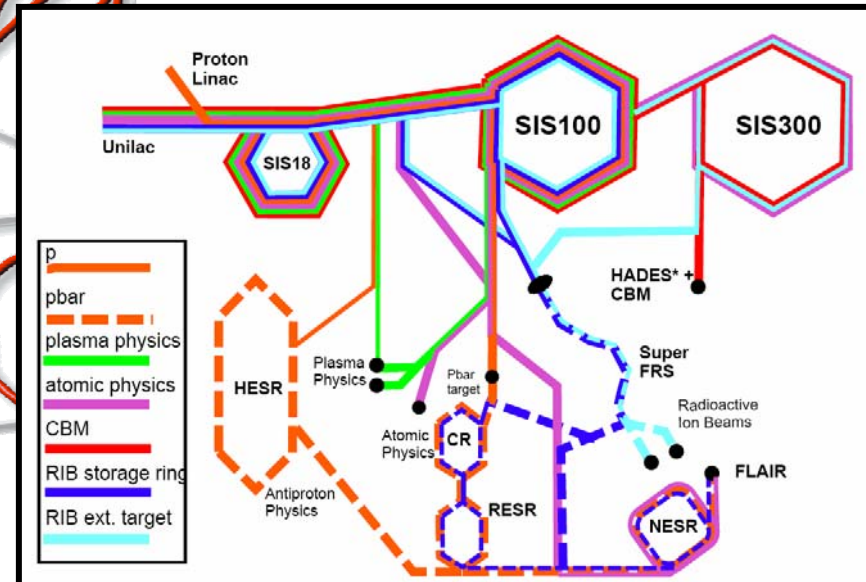 Proton
Linac
Unilac
SIS18
SIS100
SIS300
p
pbar
plasma physics
atomic physics
CBM
RIB storage ring
RIB ext. target
HESR
Antiproton
Physics
Plasma
Physics
Atomic
Physics
Pbar
target
CR
RESR
HADES* +
CBM
Super
FRS
Radioactive
Ion Beams
FLAIR
NESR